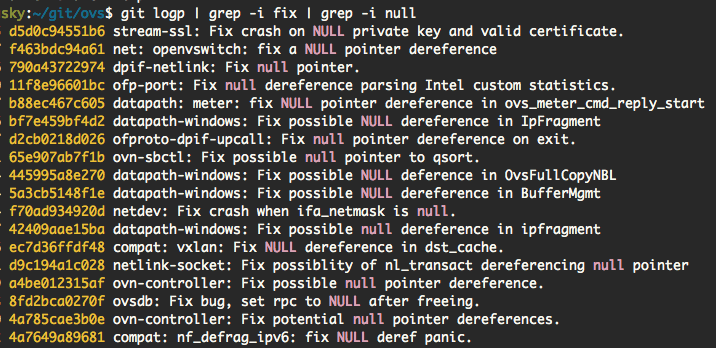 sky:~/git/ovs$ git logp | grep -i fix | grep -i null
d5d0c94551b6 stream-ssl: Fix crash on NULL private key and valid certificate.
f463bdc94a61 net: openvswitch: fix a NULL pointer dereference
790a43722974 dpif-netlink: Fix null pointer.
11f8e96601bc ofp-port: Fix null dereference parsing Intel custom statistics.
b88ec467c605 datapath: meter: fix NULL pointer dereference in ovs_meter_cmd_reply_start
bf7e459bf4d2 datapath-windows: Fix possible NULL dereference in IpFragment
d2cb0218d026 ofproto-dpif-upcall: Fix null pointer dereference on exit.
65e907ab7f1b ovn-sbctl: Fix possible null pointer to qsort.
445995a8e270 datapath-windows: Fix possible NULL deference in OvsFullCopyNBL
5a3cb5148f1e datapath-windows: Fix possible NULL dereference in BufferMgmt
f70ad934920d netdev: Fix crash when ifa_netmask is null.
42409aae15ba datapath-windows: Fix possible null dereference in ipfragment
ec7d36ffdf48 compat: vxlan: Fix NULL dereference in dst_cache.
d9c194a1c028 netlink-socket: Fix possiblity of nl_transact dereferencing null pointer
a4be012315af ovn-controller: Fix possible null pointer dereference.
8fd2bca0270f ovsdb: Fix bug, set rpc to NULL after freeing.
4a785cae3b0e ovn-controller: Fix potential null pointer dereferences.
4a7649a89681 compat: nf_defrag_ipv6: fix NULL deref panic.